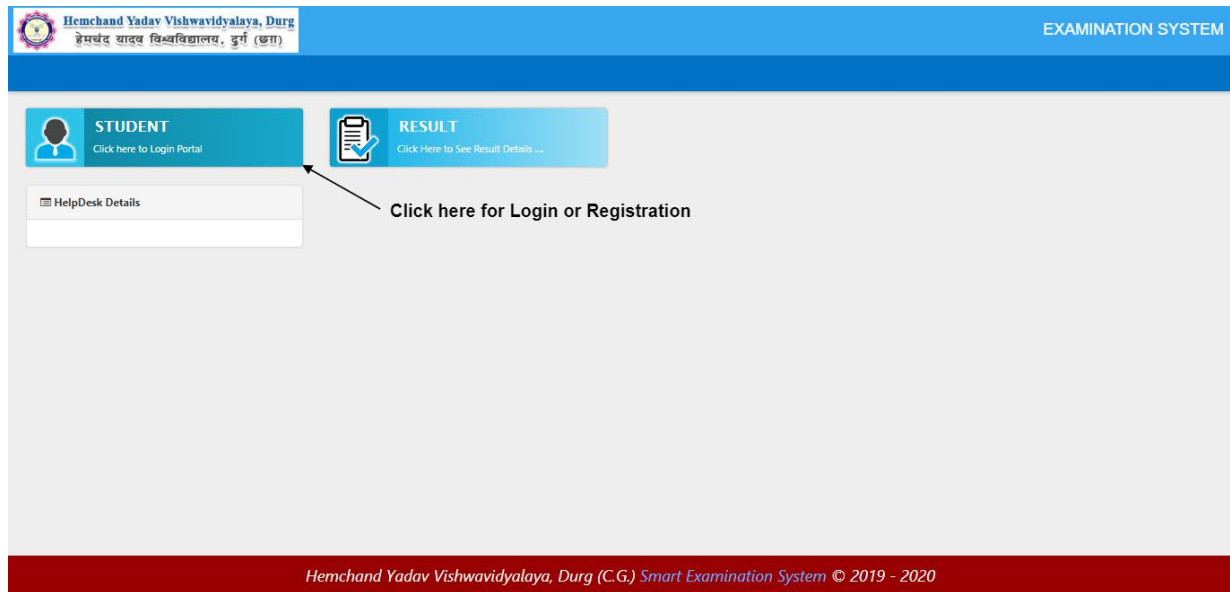 Hemchand Yadav Vishwavidyalaya, Durg
हेमचंद यादव विश्वविद्यालय, दुर्ग (छग)
EXAMINATION SYSTEM
STUDENT
Click here to Login Portal
RESULT
Click Here to See Result Details ....
HelpDesk Details
Click here for Login or Registration
Hemchand Yadav Vishwavidyalaya, Durg (C.G.) Smart Examination System © 2019 - 2020